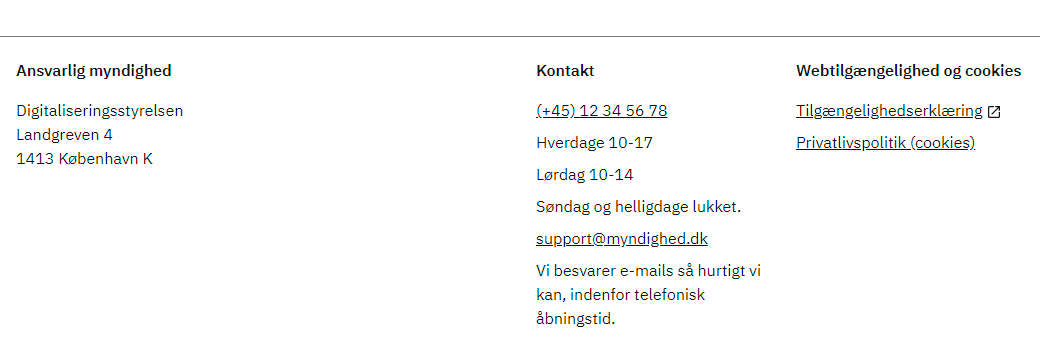 Ansvarlig myndighed
Digitaliseringsstyrelsen
Landgreven 4
1413 København K
Kontakt
(+45) 12 34 56 78
Hverdage 10-17
Lørdag 10-14
Søndag og helligdage lukket.
support@myndighed.dk
Vi besvarer e-mails så hurtigt vi
kan, indenfor telefonisk
åbningstid.
Webtilgængelighed og cookies
Tilgængelighedserklæring
Privatlivspolitik (cookies)